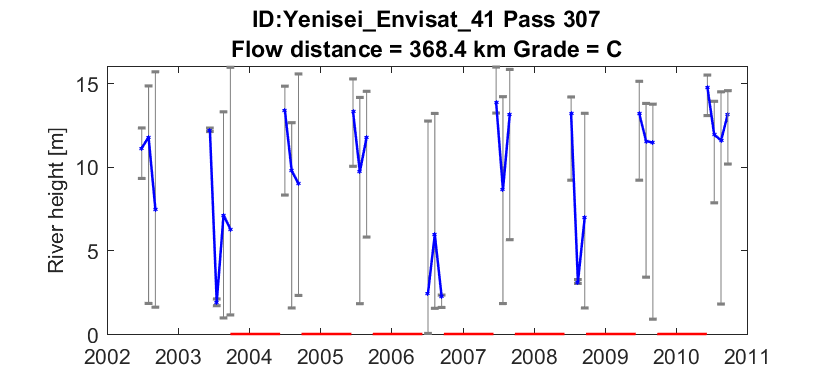 ID:Yenisei_Envisat_41 Pass 307
Flow distance = 368.4 km Grade = C
River height [m]
15
10
5
0
2002 2003 2004 2005 2006 2007 2008 2009 2010 2011